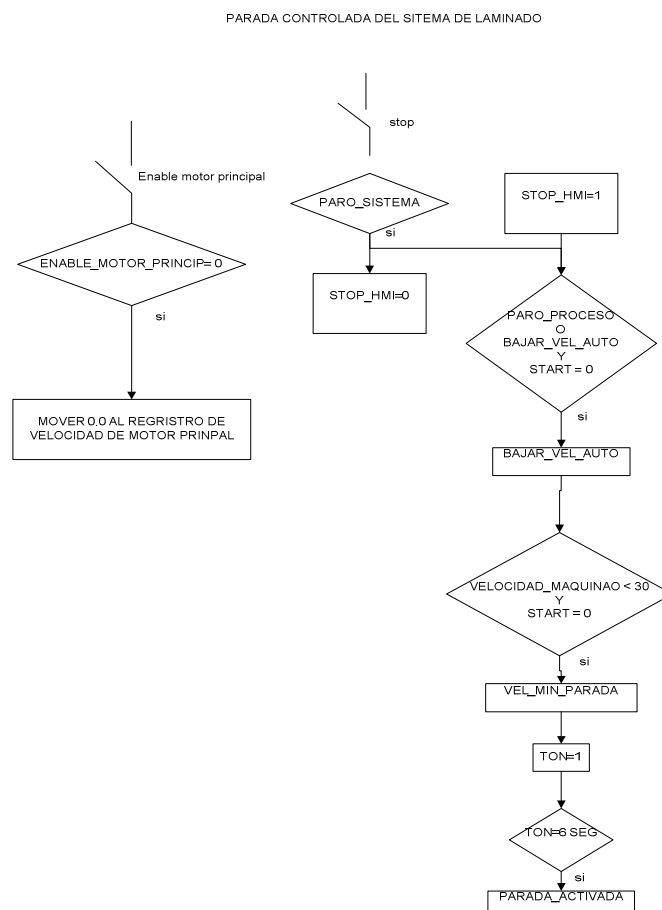 PARADA CONTROLADA DEL SITEMA DE LAMINADO
stop
Enable motor principal
PARO_SISTEMA
STOP_HMI=1
si
ENABLE_MOTOR_PRINCIP= 0
si
STOP_HMI=0
PARO_PROCESO
O
BAJAR_VEL_AUTO
Y
START = 0
si
MOVER 0.0 AL REGRISTRO DE
VELOCIDAD DE MOTOR PRINPAL
BAJAR_VEL_AUTO
VELOCIDAD_MAQUINAO < 30
Y
START = 0
si
VEL_MIN_PARADA
TON=1
TON=6 SEG
si
PARADA_ACTIVADA